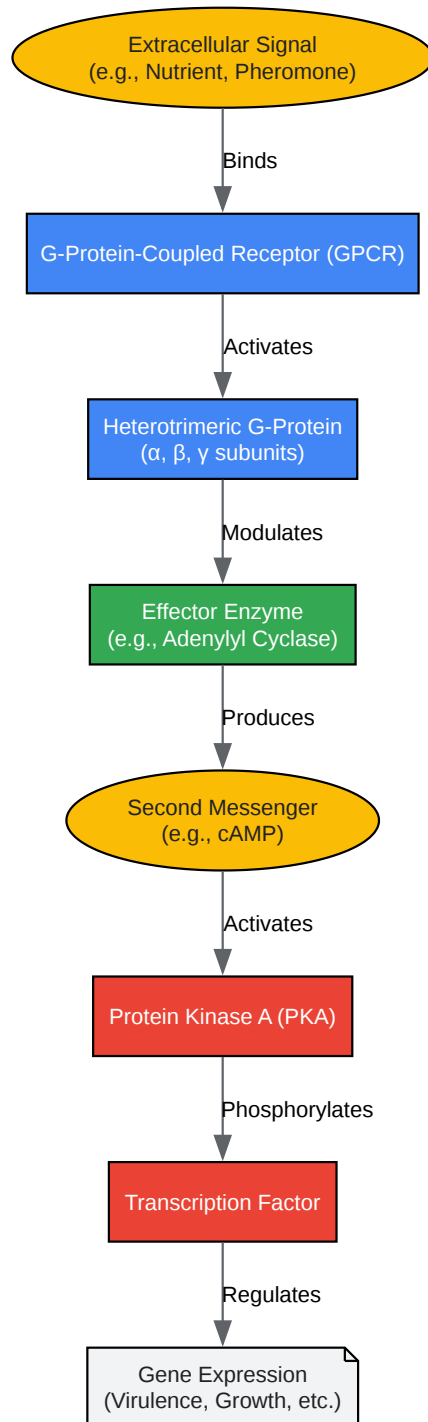 Extracellular Signal
(e.g., Nutrient, Pheromone)
Binds
G-Protein-Coupled Receptor (GPCR)
Activates
Heterotrimeric G-Protein
(α, β, γ subunits)
Modulates
Effector Enzyme
(e.g., Adenylyl Cyclase)
Produces
Second Messenger
(e.g., cAMP)
Activates
Protein Kinase A (PKA)
Phosphorylates
Transcription Factor
Regulates
Gene Expression
(Virulence, Growth, etc.)